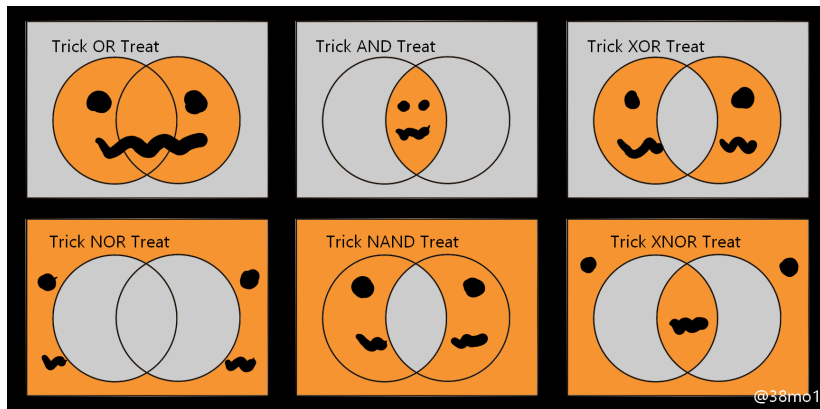 Trick OR Treat
Trick AND Treat
Trick XOR Treat
Trick NOR Treat
Trick NAND Treat
Trick XNOR Treat
@38mo1